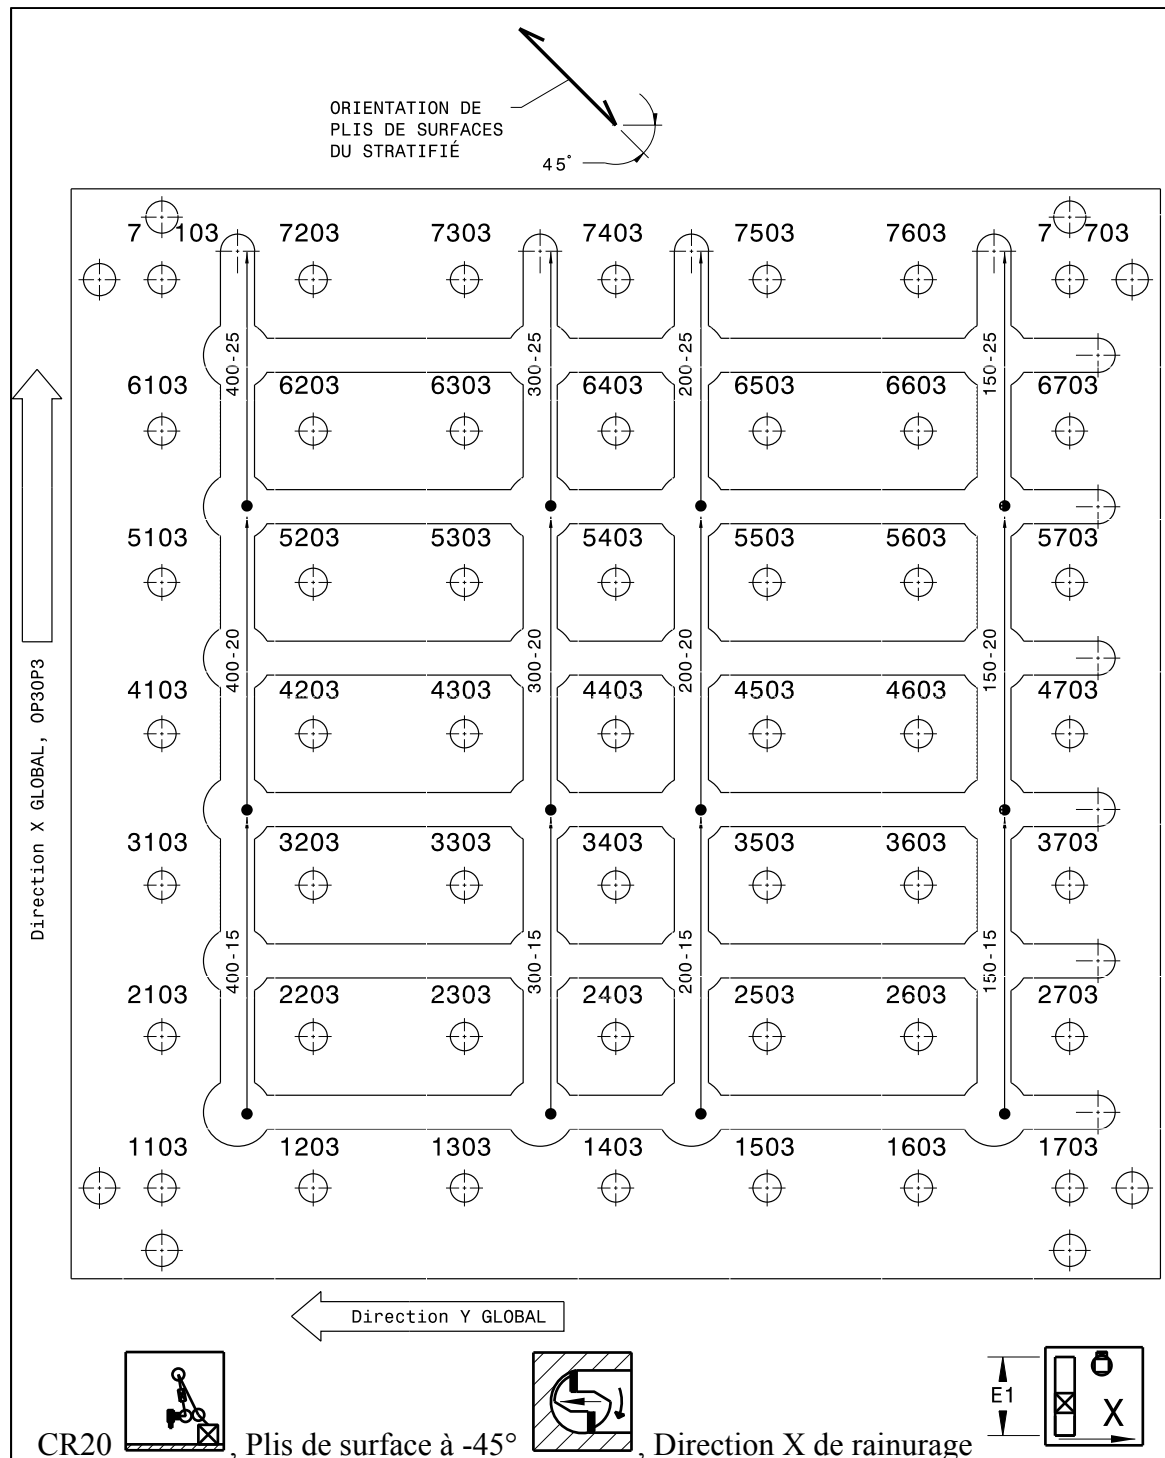 ORIENTATION DE
PLIS DE SURFACES
DU STRATIFIÉ
45°
7 103 7203 7303 7403 7503 7603 7 703
400-25 300-25 200-25 150-25
6103 6203 6303 6403 6503 6603 6703
5103 5203 5303 5403 5503 5603 5703
400-20 300-20 200-20 150-20
4103 4203 4303 4403 4503 4603 4703
Direction X GLOBAL, OP3OP3
3103 3203 3303 3403 3503 3603 3703
400-15 300-15 200-15 150-15
2103 2203 2303 2403 2503 2603 2703
1103 1203 1303 1403 1503 1603 1703
Direction Y GLOBAL
E1
X
CR20 , Plis de surface à -45° , Direction X de rainurage